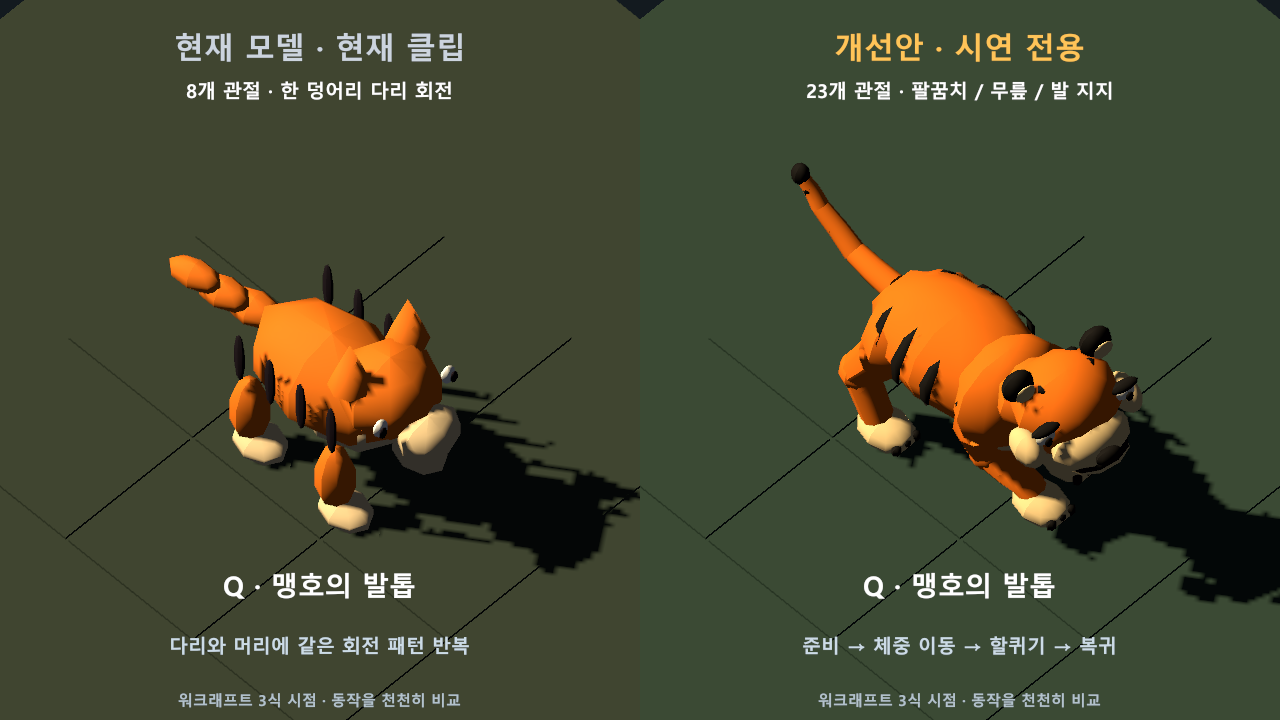 현재 모델 · 현재 클립
8개 관절 · 한 덩어리 다리 회전
Q · 맹호의 발톱
다리와 머리에 같은 회전 패턴 반복
워크래프트 3식 시점 · 동작을 천천히 비교
개선안 · 시연 전용
23개 관절 · 팔꿈치 / 무릎 / 발 지지
Q · 맹호의 발톱
준비 → 체중 이동 → 할퀴기 → 복귀
워크래프트 3식 시점 · 동작을 천천히 비교